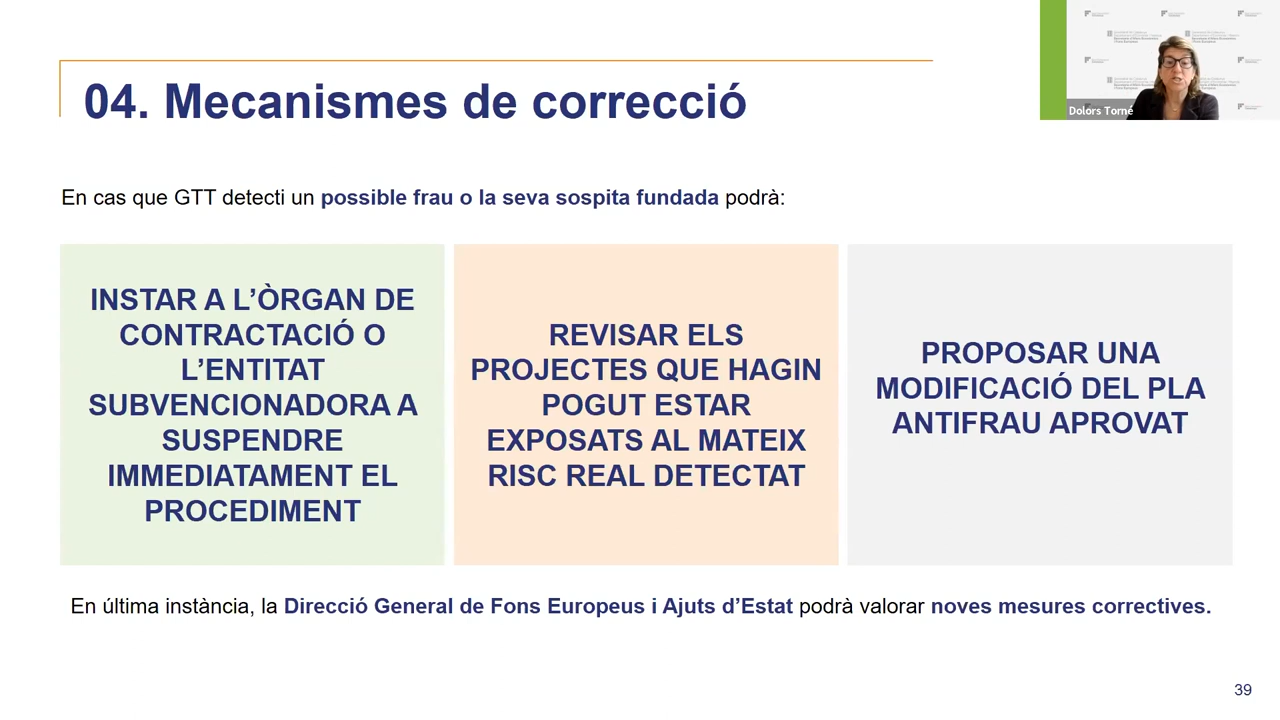 04. Mecanismes de correcció
Dolors Torné
En cas que GTT detecti un possible frau o la seva sospita fundada podrà:
INSTAR A L’ÒRGAN DE
CONTRACTACIÓ O
L’ENTITAT
SUBVENCIONADORA A
SUSPENDRE
IMMEDIATAMENT EL
PROCEDIMENT
REVISAR ELS
PROJECTES QUE HAGIN
POGUT ESTAR
EXPOSATS AL MATEIX
RISC REAL DETECTAT
PROPOSAR UNA
MODIFICACIÓ DEL PLA
ANTIFRAU APROVAT
En última instància, la Direcció General de Fons Europeus i Ajuts d’Estat podrà valorar noves mesures correctives.
39